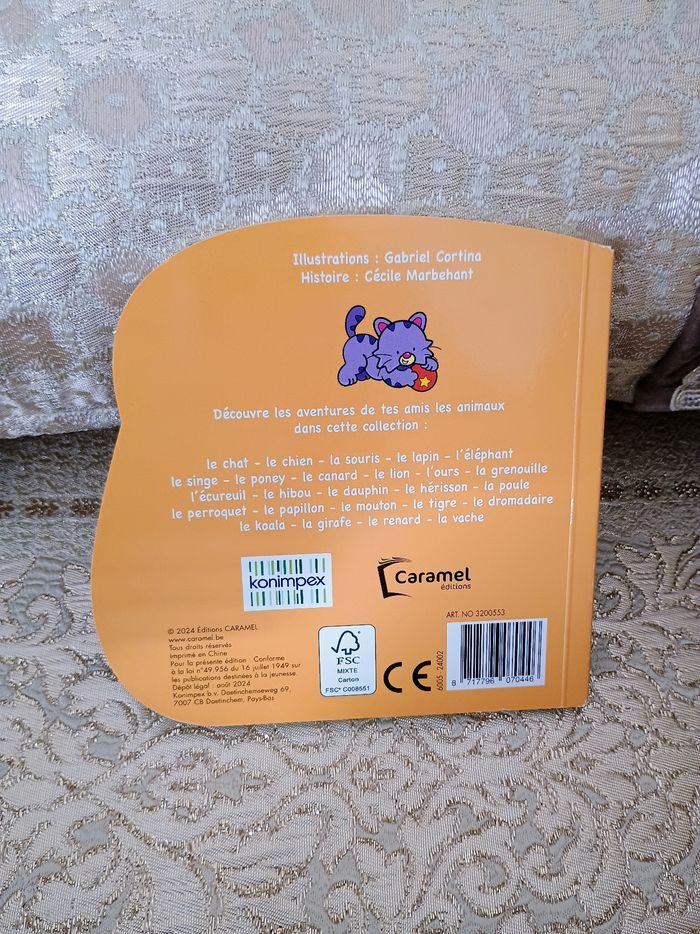 Illustrations : Gabriel Cortina
Histoire : Cécile Marbehant
Découvre les aventures de tes amis les animaux
dans cette collection :
le chat - le chien - la souris - le lapin - l'éléphant
le singe - le poney - le canard - le lion - l'ours - la grenouille
l'écureuil - le hibou - le dauphin - le hérisson - la poule
le perroquet - le papillon - le mouton - le tigre - le dromadaire
le koala - la girafe - le renard - la vache
konimpex
Caramel
éditions
© 2024 Éditions CARAMEL
www.caramel.be
Tous droits réservés
Imprimé en Chine
Pour la présente édition : Conforme
à la loi n°49.956 du 16 juillet 1949 sur
les publications destinées à la jeunesse.
Dépôt légal : août 2024
Konimpex b.v. Doetinchemseweg 69,
7007 CB Doetinchem, Pays-Bas
FSC
MIXTE
Carton
FSC® C008551
CE
6005 24002
ART. NO 3200553
8 717796 070446